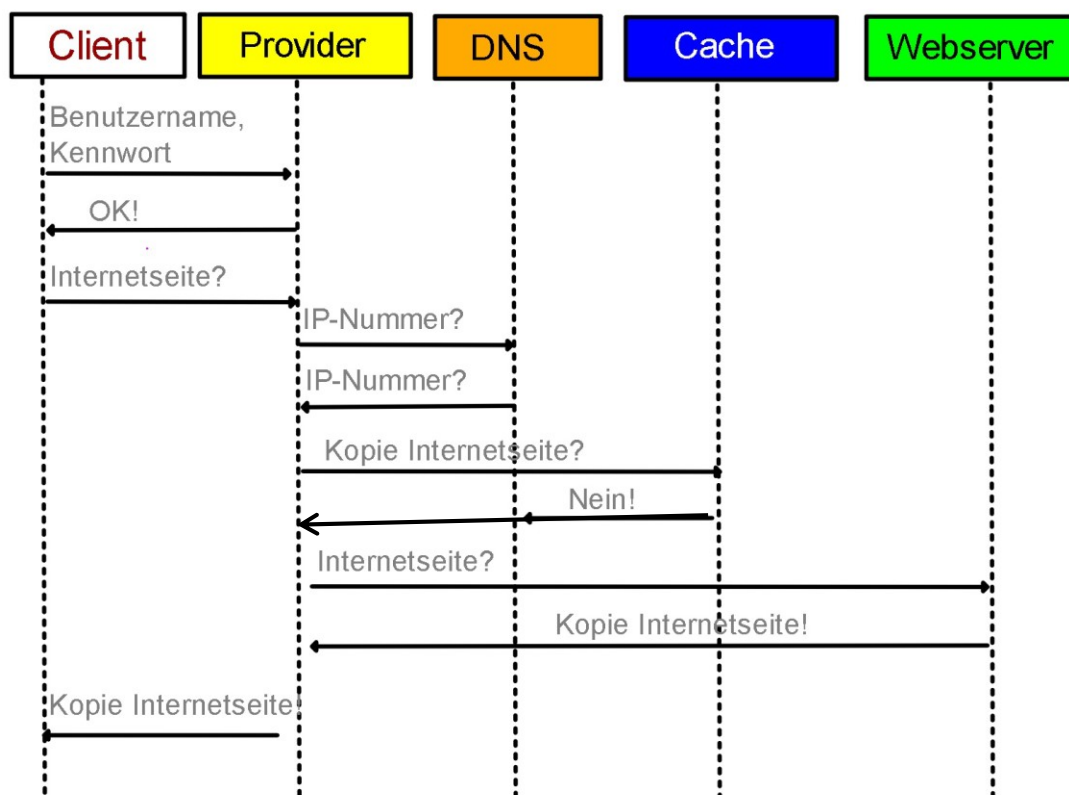 Client
Provider
DNS
Cache
Webserver
Benutzername,
Kennwort
OK!
Internetseite?
IP-Nummer?
IP-Nummer?
Kopie Internetseite?
Nein!
Internetseite?
Kopie Internetseite!
Kopie Internetseite!